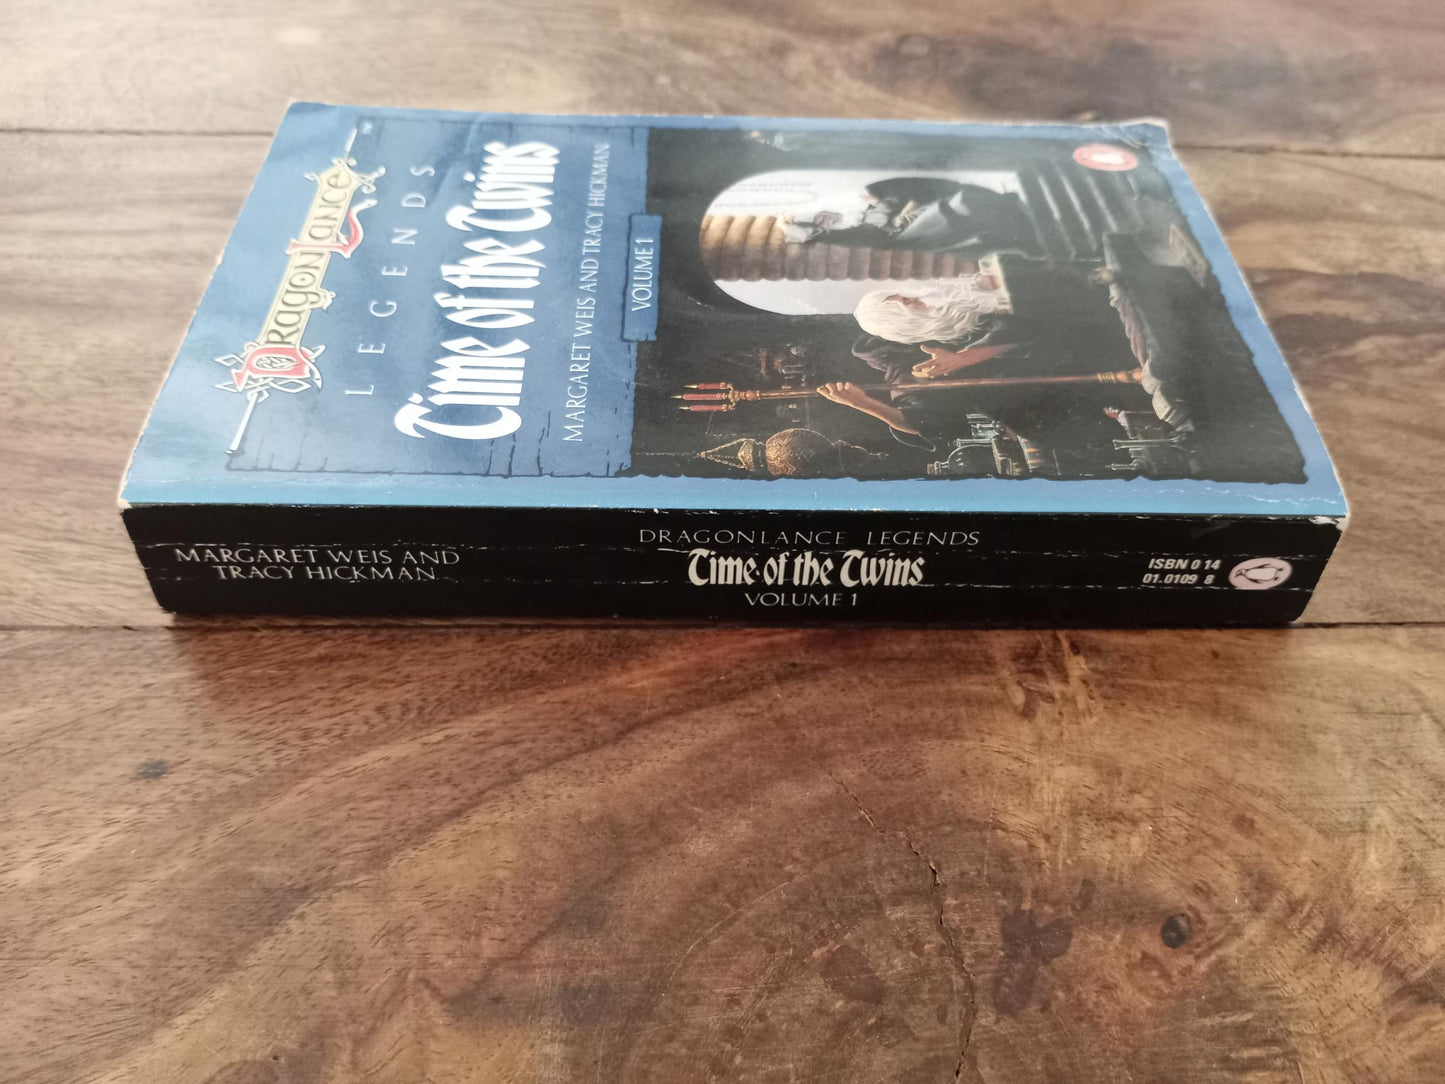 DRAGONLANCE
LEGENDS
Time of the Twins
MARGARET WEIS AND TRACY HICKMAN
VOLUME 1
MARGARET WEIS AND
TRACY HICKMAN
DRAGONLANCE LEGENDS
Time of the Twins
VOLUME 1
ISBN 0 14
01.0109 8